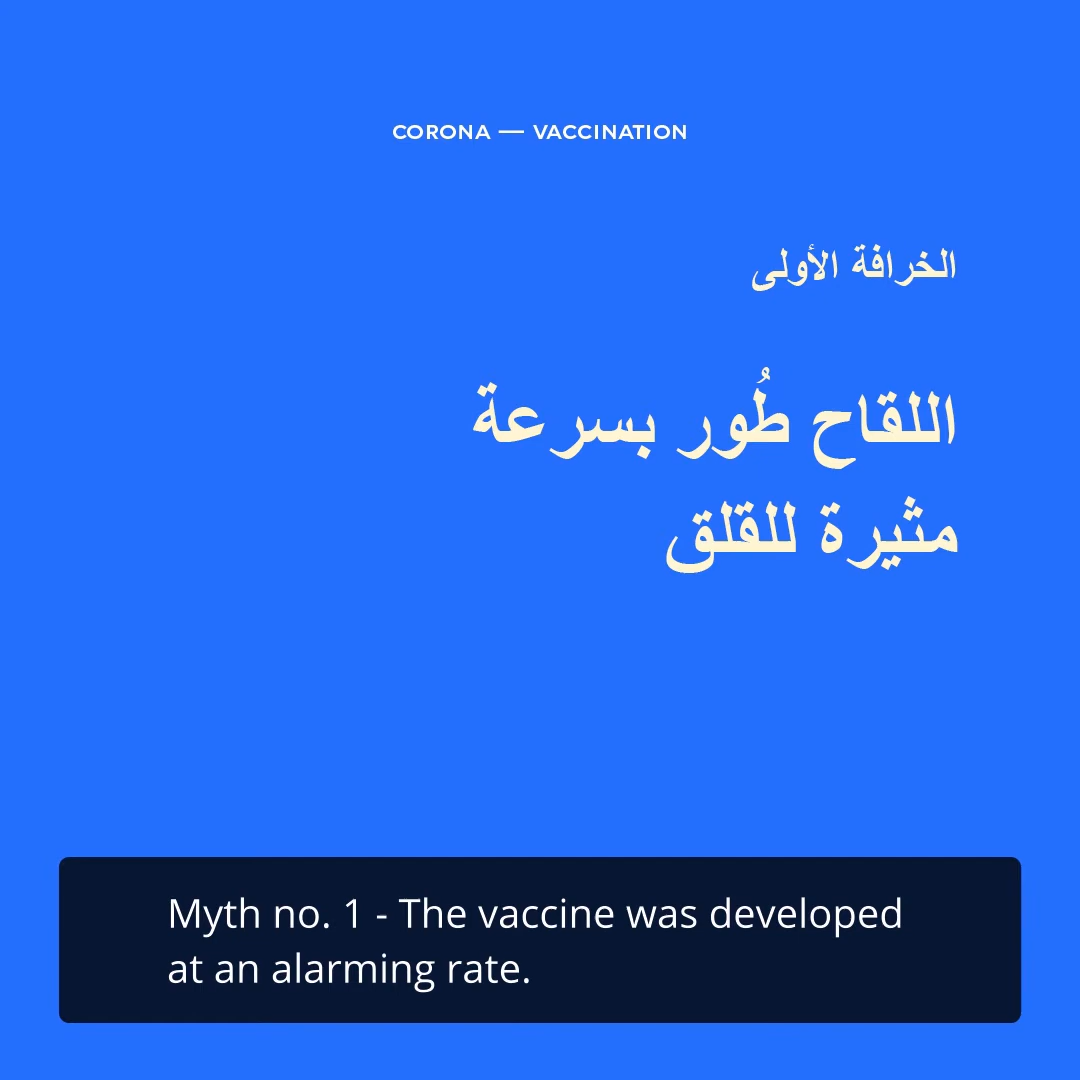 CORONA — VACCINATION
الخرافة الأولى
اللقاح طُور بسرعة
مثيرة للقلق
Myth no. 1 - The vaccine was developed
at an alarming rate.